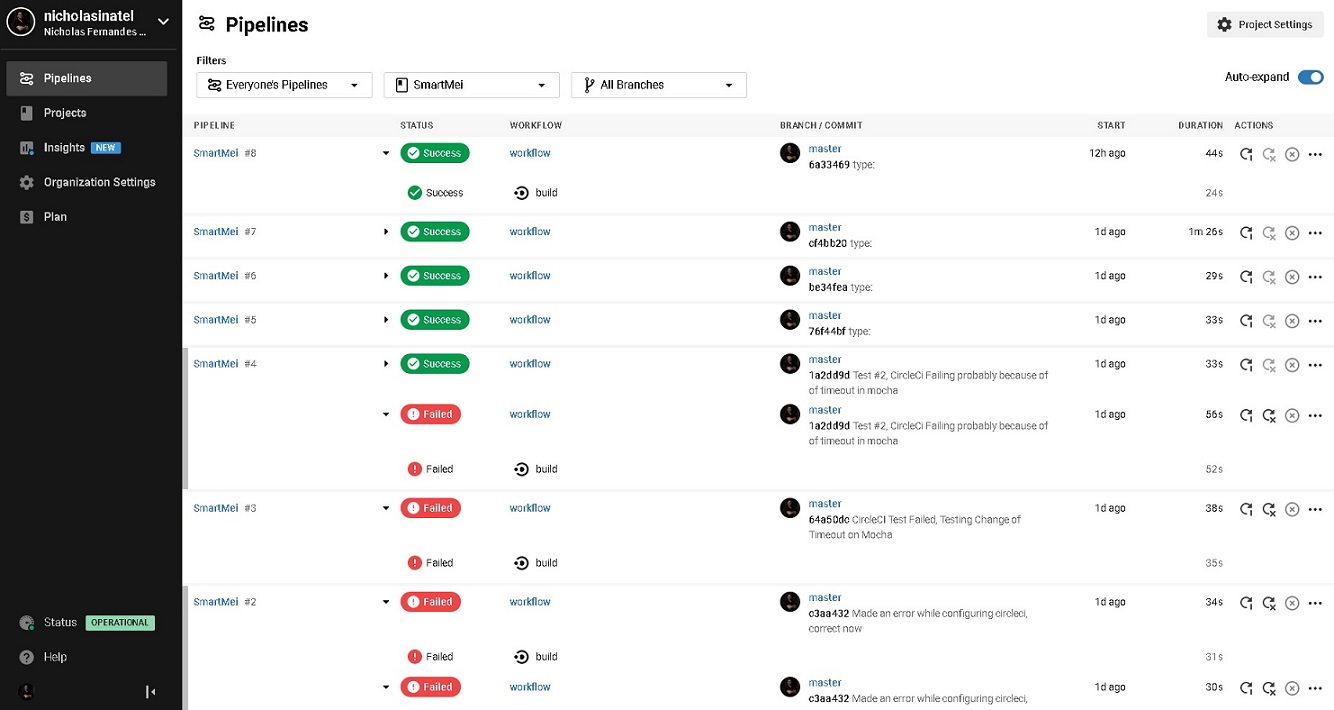 nicholasinatel
Nicholas Fernandes ...
Pipelines
Projects
Insights NEW
Organization Settings
$ Plan
Status OPERATIONAL
? Help
Pipelines
Project Settings
Filters
Everyone's Pipelines
SmartMei
All Branches
Auto-expand
PIPELINE STATUS WORKFLOW BRANCH / COMMIT START DURATION ACTIONS
SmartMei #8 Success workflow master 12h ago 44s
6a33469 type:
Success build 24s
SmartMei #7 Success workflow master 1d ago 1m 26s
cf4bb20 type:
SmartMei #6 Success workflow master 1d ago 29s
be34fea type:
SmartMei #5 Success workflow master 1d ago 33s
76f44bf type:
SmartMei #4 Success workflow master 1d ago 33s
1a2dd9d Test #2, CircleCi Failing probably because of
of timeout in mocha
Failed workflow master 1d ago 56s
1a2dd9d Test #2, CircleCi Failing probably because of
of timeout in mocha
Failed build 52s
SmartMei #3 Failed workflow master 1d ago 38s
64a50dc CircleCI Test Failed, Testing Change of
Timeout on Mocha
Failed build 35s
SmartMei #2 Failed workflow master 1d ago 34s
c3aa432 Made an error while configuring circleci,
correct now
Failed build 31s
Failed workflow master 1d ago 30s
c3aa432 Made an error while configuring circleci,